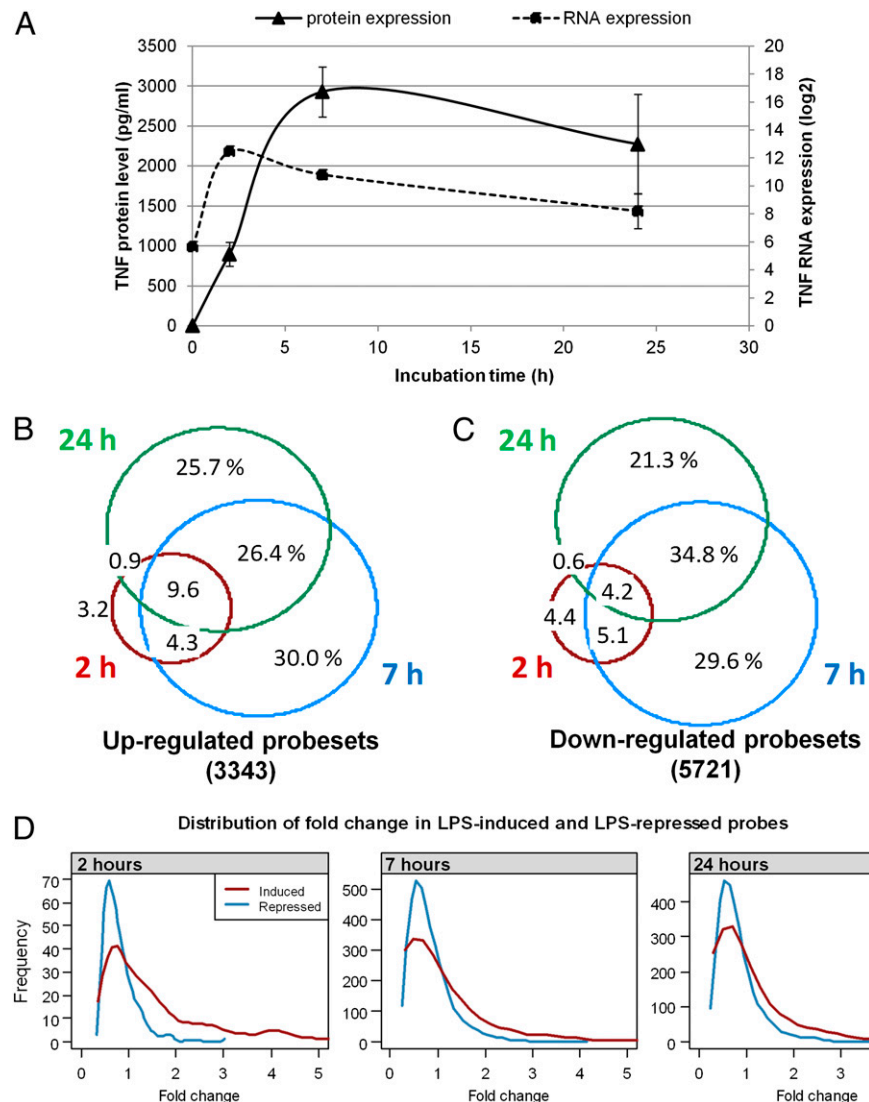 A
protein expression
RNA expression
3500
3000
2500
2000
1500
1000
500
0
TNF protein level (pg/ml)
20
18
16
14
12
10
8
6
4
2
0
TNF RNA expression (log2)
0 5 10 15 20 25 30
Incubation time (h)
B
24 h
25.7 %
26.4 %
0.9
9.6
3.2
4.3
30.0 %
2 h
7 h
Up-regulated probesets
(3343)
C
24 h
21.3 %
34.8 %
0.6
4.2
4.4
5.1
29.6 %
2 h
7 h
Down-regulated probesets
(5721)
D
Distribution of fold change in LPS-induced and LPS-repressed probes
2 hours
Induced
Repressed
70
60
50
40
30
20
10
0
Frequency
0 1 2 3 4 5
Fold change
7 hours
500
400
300
200
100
0
0 1 2 3 4 5
Fold change
24 hours
400
300
200
100
0
0 1 2 3
Fold change